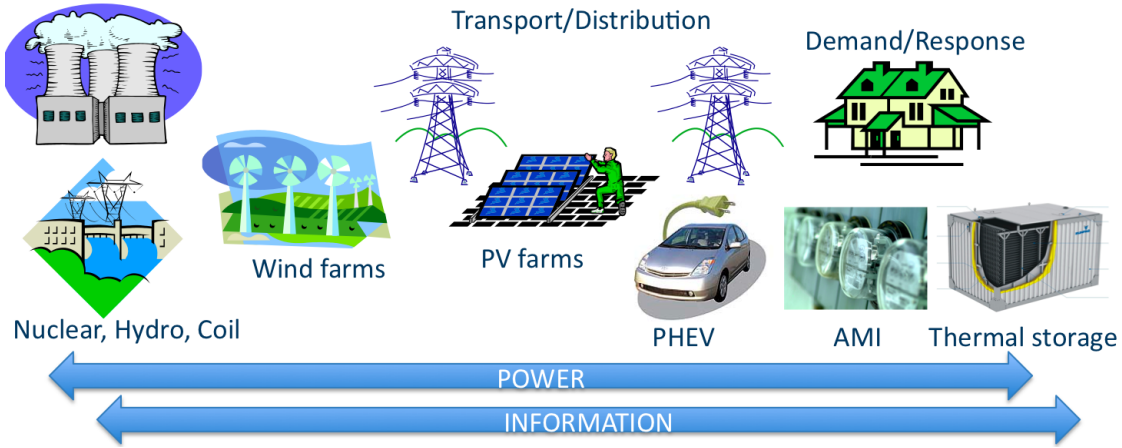 Transport/Distribution
Demand/Response
Wind farms
PV farms
Nuclear, Hydro, Coil
PHEV
AMI
Thermal storage
POWER
INFORMATION